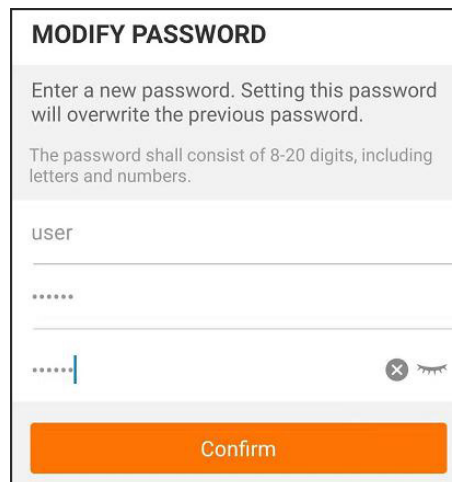 MODIFY PASSWORD
Enter a new password. Setting this password
will overwrite the previous password.
The password shall consist of 8-20 digits, including
letters and numbers.
user
••••••
••••••
Confirm